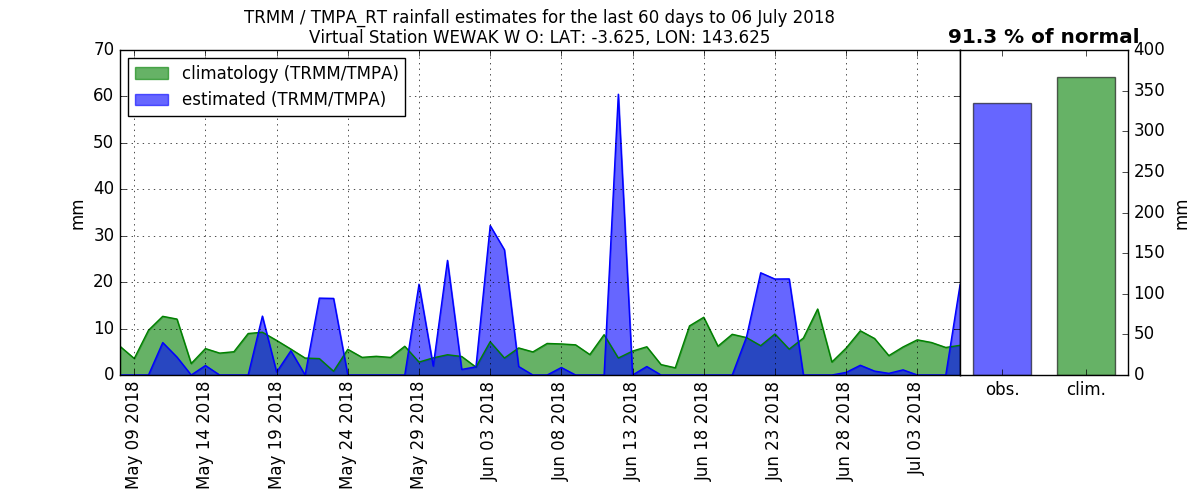 TRMM / TMPA_RT rainfall estimates for the last 60 days to 06 July 2018
Virtual Station WEWAK W O: LAT: -3.625, LON: 143.625
91.3 % of normal
climatology (TRMM/TMPA)
estimated (TRMM/TMPA)
70
60
50
40
30
20
10
0
mm
May 09 2018
May 14 2018
May 19 2018
May 24 2018
May 29 2018
Jun 03 2018
Jun 08 2018
Jun 13 2018
Jun 18 2018
Jun 23 2018
Jun 28 2018
Jul 03 2018
obs.
clim.
400
350
300
250
200
150
100
50
0
mm